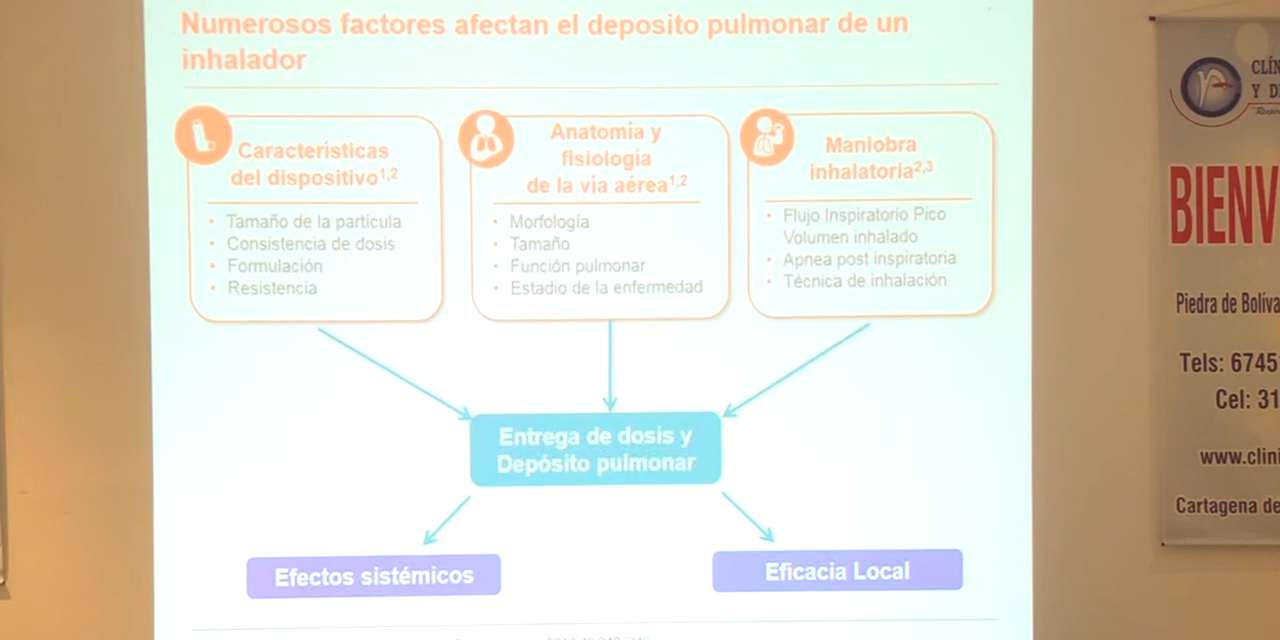 Numerosos factores afectan el deposito pulmonar de un
inhalador
Características
del dispositivo1,2
• Tamaño de la particula
• Consistencia de dosis
• Formulación
• Resistencia
Anatomía y
fisiología
de la via aérea1,2
• Morfología
• Tamaño
• Función pulmonar
• Estadio de la enfermedad
Maniobra
inhalatoria2,3
• Flujo Inspiratorio Pico
Volumen inhalado
• Apnea post inspiratoria
• Técnica de inhalación
Entrega de dosis y
Depósito pulmonar
Efectos sistémicos
Eficacia Local
CLÍN
Y D
BIENV
Piedra de Bolíva
Tels: 6745
Cel: 31
www.clini
Cartagena de